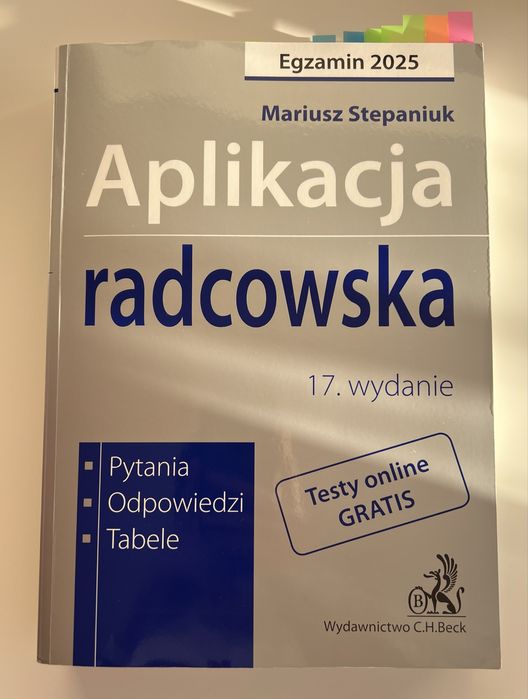 Egzamin 2025
Mariusz Stepaniuk
Aplikacja
radcowska
17. wydanie
Pytania
Odpowiedzi
Tabele
Testy online
GRATIS
B
Wydawnictwo C.H.Beck